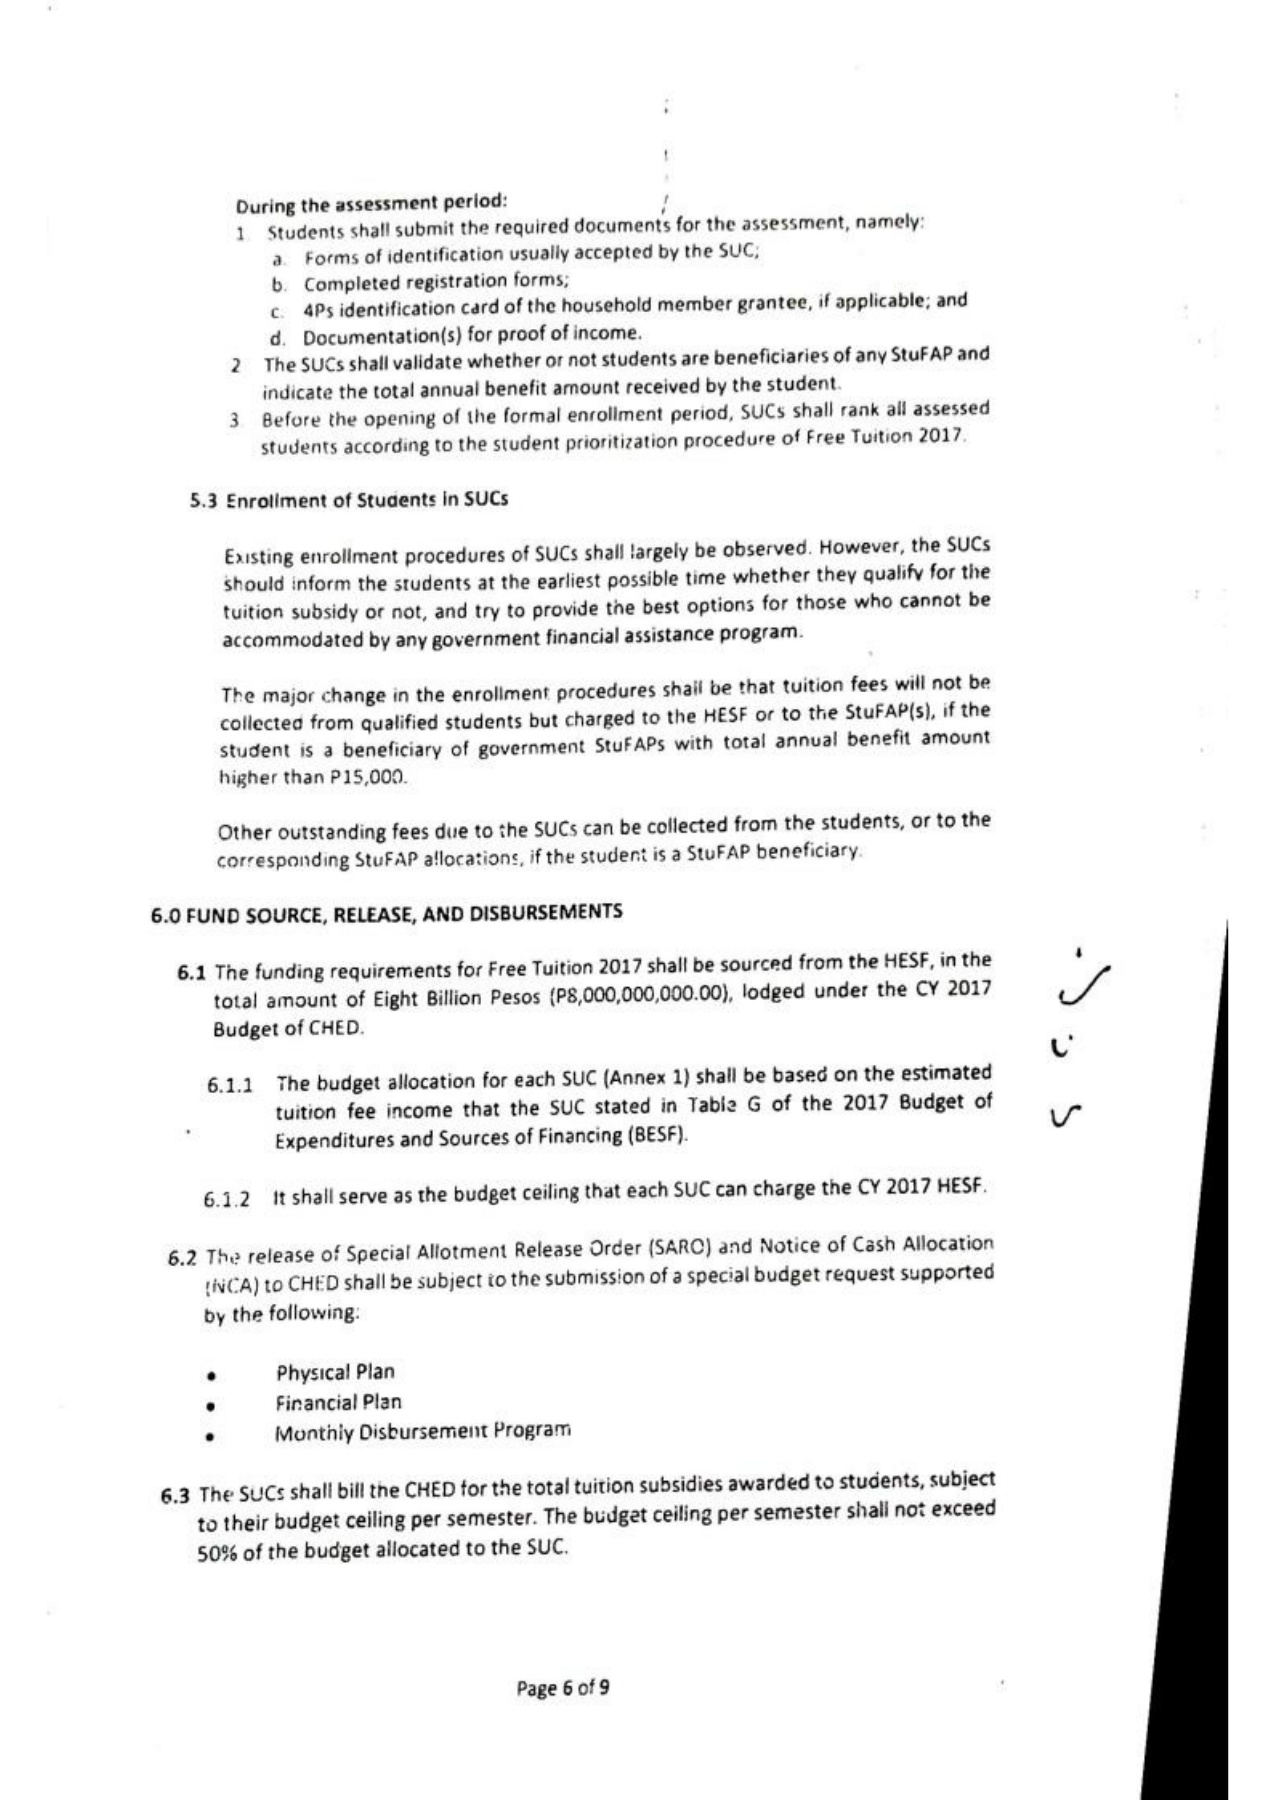 During the assessment period:
1 Students shall submit the required documents for the assessment, namely:
a. Forms of identification usually accepted by the SUC;
b. Completed registration forms;
c. 4Ps identification card of the household member grantee, if applicable; and
d. Documentation(s) for proof of income.
2 The SUCs shall validate whether or not students are beneficiaries of any StuFAP and
indicate the total annual benefit amount received by the student.
3 Before the opening of the formal enrollment period, SUCs shall rank all assessed
students according to the student prioritization procedure of Free Tuition 2017.
5.3 Enrollment of Students in SUCs
Existing enrollment procedures of SUCs shall largely be observed. However, the SUCs
should inform the students at the earliest possible time whether they qualify for the
tuition subsidy or not, and try to provide the best options for those who cannot be
accommodated by any government financial assistance program.
The major change in the enrollment procedures shall be that tuition fees will not be
collected from qualified students but charged to the HESF or to the StuFAP(s), if the
student is a beneficiary of government StuFAPs with total annual benefit amount
higher than P15,000.
Other outstanding fees due to the SUCs can be collected from the students, or to the
corresponding StuFAP allocations, if the student is a StuFAP beneficiary.
6.0 FUND SOURCE, RELEASE, AND DISBURSEMENTS
6.1 The funding requirements for Free Tuition 2017 shall be sourced from the HESF, in the
total amount of Eight Billion Pesos (P8,000,000,000.00), lodged under the CY 2017
Budget of CHED.
6.1.1 The budget allocation for each SUC (Annex 1) shall be based on the estimated
tuition fee income that the SUC stated in Table G of the 2017 Budget of
Expenditures and Sources of Financing (BESF).
6.1.2 It shall serve as the budget ceiling that each SUC can charge the CY 2017 HESF.
6.2 The release of Special Allotment Release Order (SARO) and Notice of Cash Allocation
(NCA) to CHED shall be subject to the submission of a special budget request supported
by the following:
• Physical Plan
• Financial Plan
• Monthly Disbursement Program
6.3 The SUCs shall bill the CHED for the total tuition subsidies awarded to students, subject
to their budget ceiling per semester. The budget ceiling per semester shall not exceed
50% of the budget allocated to the SUC.
Page 6 of 9